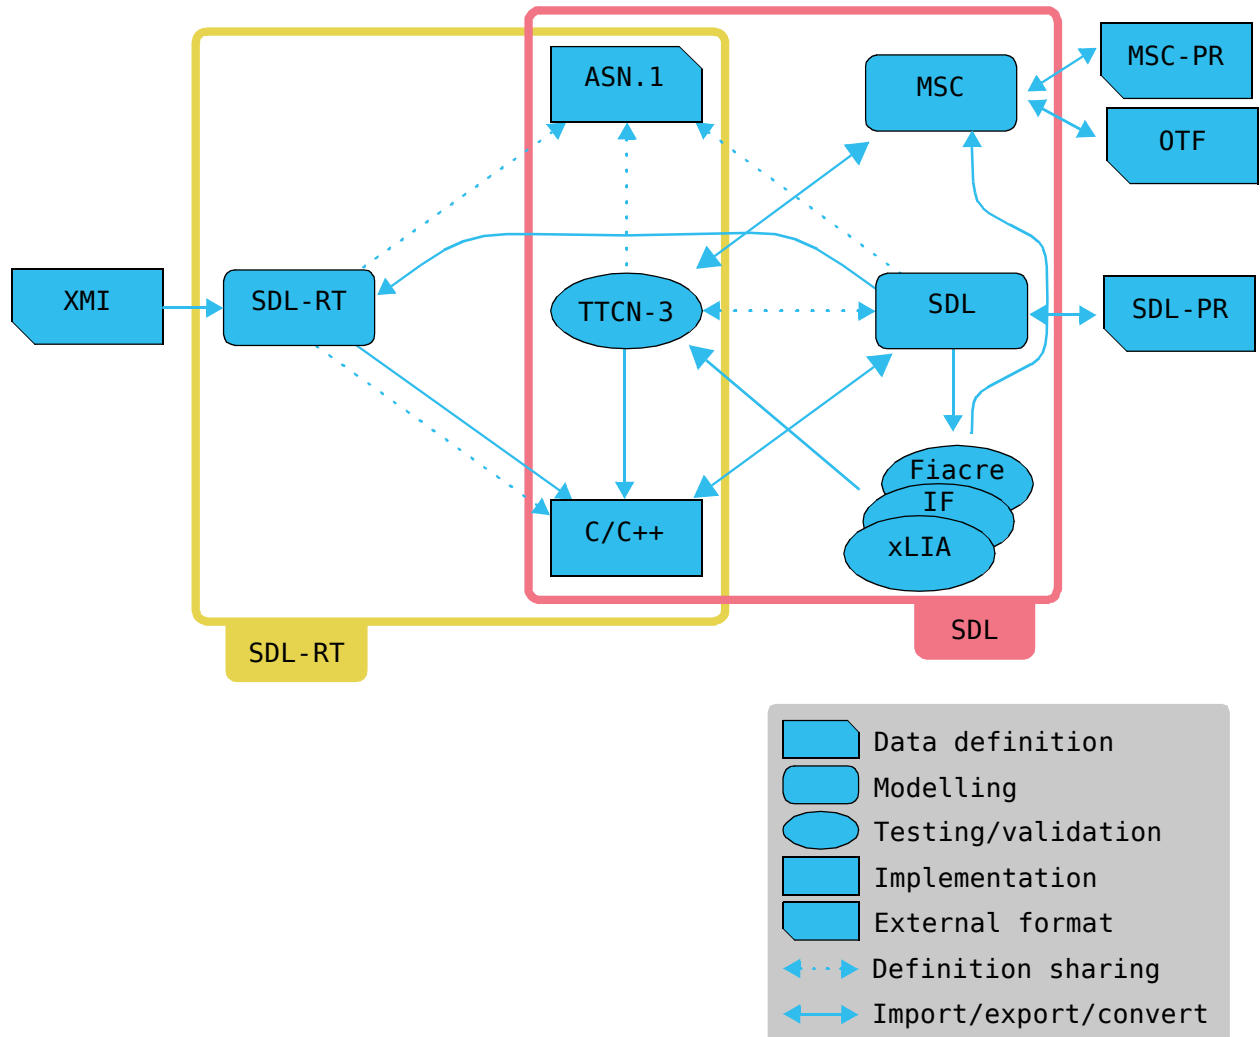 MSC-PR
ASN.1
MSC
OTF
XMI
SDL-RT
TTCN-3
SDL
SDL-PR
Fiacre
IF
C/C++
xLIA
SDL
SDL-RT
Data definition
Modelling
Testing/validation
Implementation
External format
Definition sharing
Import/export/convert